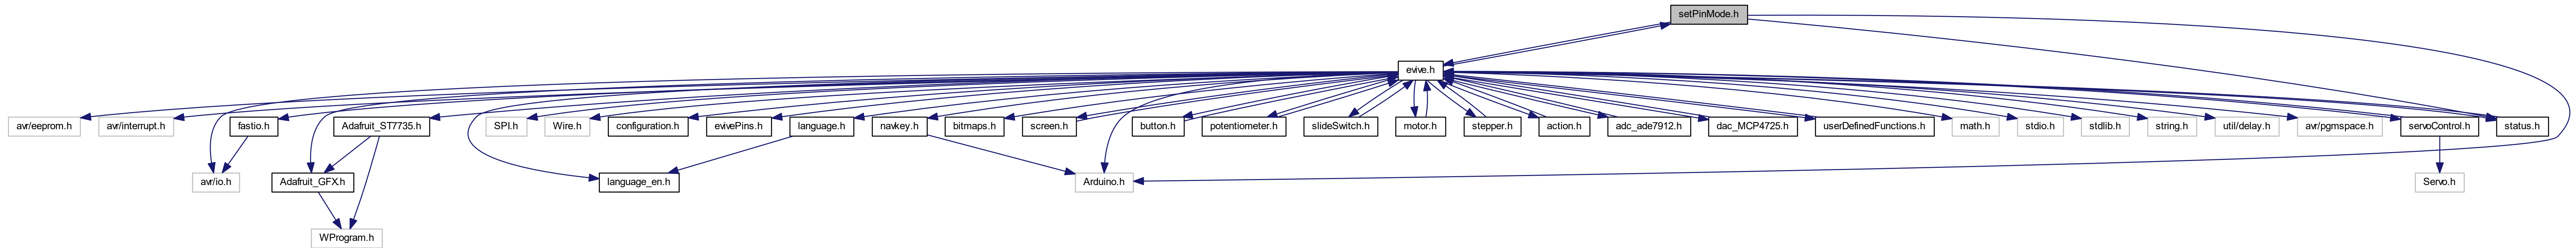 setPinMode.h
evive.h
avr/eeprom.h
avr/interrupt.h
fastio.h
Adafruit_ST7735.h
SPI.h
Wire.h
configuration.h
evivePins.h
language.h
navkey.h
bitmaps.h
screen.h
button.h
potentiometer.h
slideSwitch.h
motor.h
stepper.h
action.h
adc_ade7912.h
dac_MCP4725.h
userDefinedFunctions.h
math.h
stdio.h
stdlib.h
string.h
util/delay.h
avr/pgmspace.h
servoControl.h
status.h
avr/io.h
Adafruit_GFX.h
language_en.h
Arduino.h
Servo.h
WProgram.h